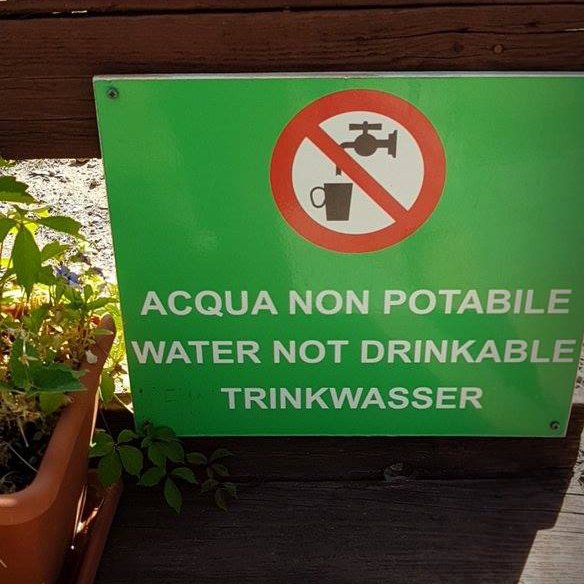 ACQUA NON POTABILE
WATER NOT DRINKABLE
TRINKWASSER